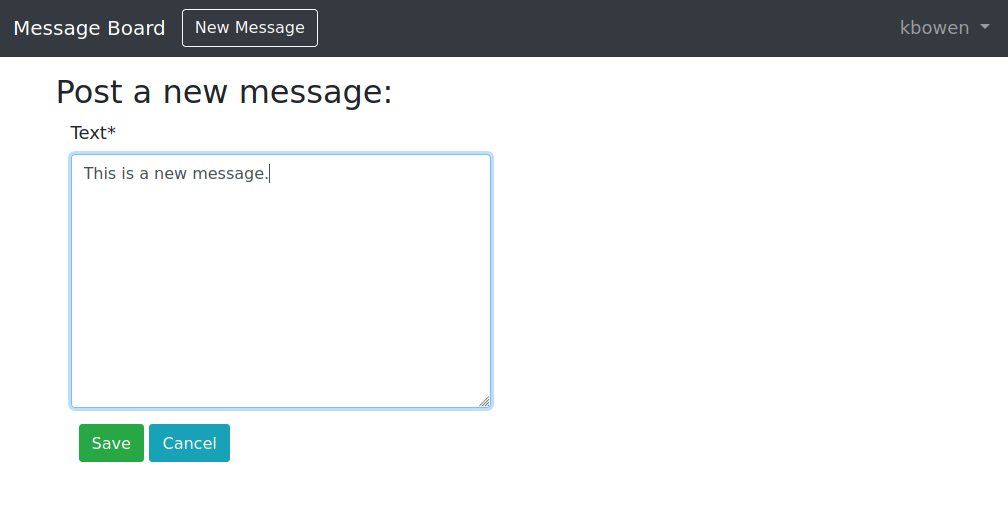 Message Board New Message kbowen
Post a new message:
Text*
This is a new message.
Save Cancel